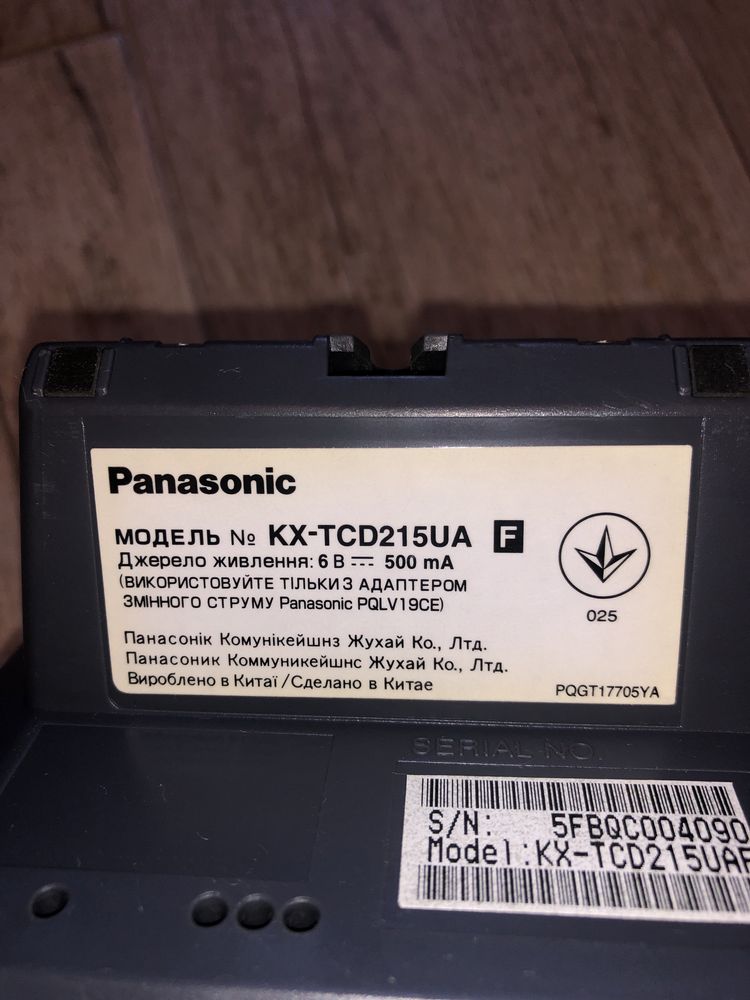 Panasonic
МОДЕЛЬ № KX-TCD215UA F
Джерело живлення: 6 В ⎓ 500 mA
(ВИКОРИСТОВУЙТЕ ТІЛЬКИ З АДАПТЕРОМ
ЗМІННОГО СТРУМУ Panasonic PQLV19CE)
025
Панасонік Комунікейшнз Жухай Ко., Лтд.
Панасоник Коммуникейшнс Жухай Ко., Лтд.
Вироблено в Китаї /Сделано в Китае
PQGT17705YA
SERIAL NO.
S/N: 5FBQC004090
Model:KX-TCD215UAF